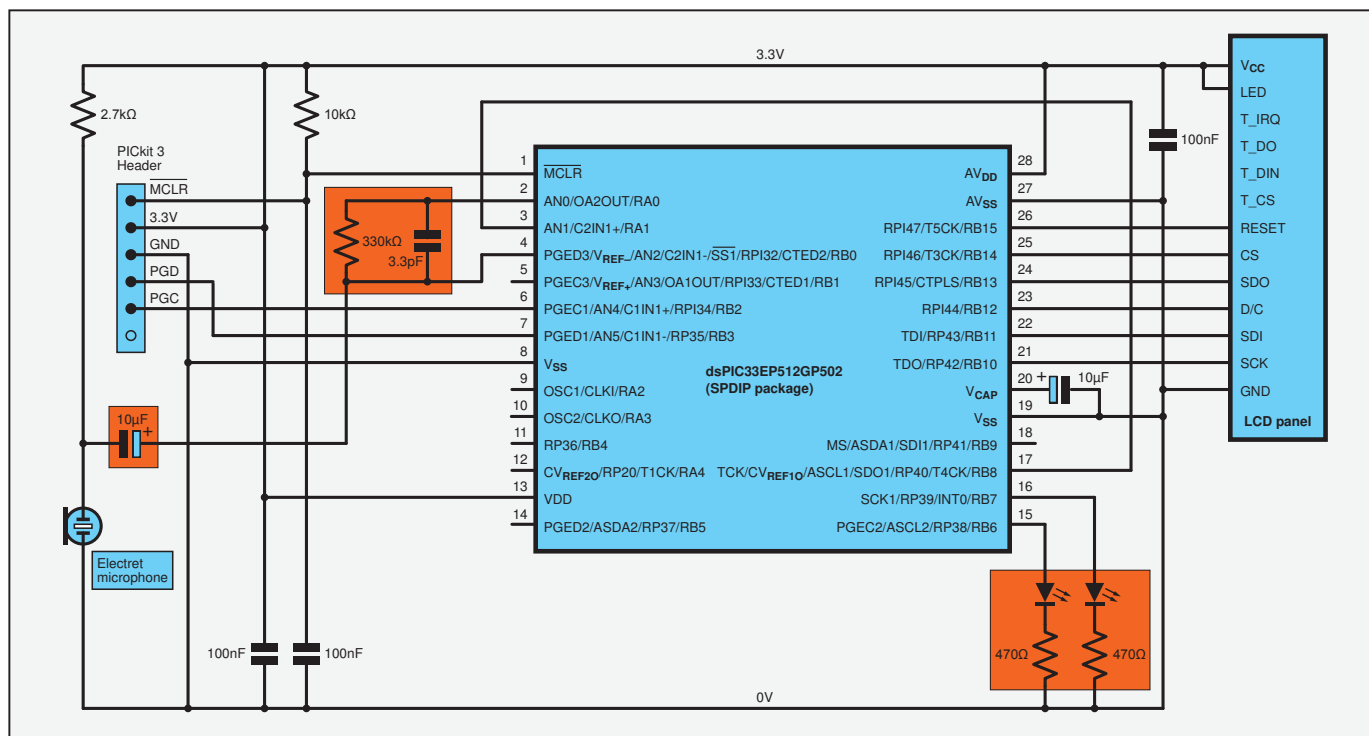 3.3V
2.7kΩ
10kΩ
PICkit 3
Header
MCLR
3.3V
GND
PGD
PGC
330kΩ
3.3pF
10µF
+
Electret
microphone
100nF
100nF
0V
1
MCLR
2
AN0/OA2OUT/RA0
3
AN1/C2IN1+/RA1
4
PGED3/VREF–/AN2/C2IN1-/SS1/RPI32/CTED2/RB0
5
PGEC3/VREF+/AN3/OA1OUT/RPI33/CTED1/RB1
6
PGEC1/AN4/C1IN1+/RPI34/RB2
7
PGED1/AN5/C1IN1-/RP35/RB3
8
VSS
9
OSC1/CLKI/RA2
10
OSC2/CLKO/RA3
11
RP36/RB4
12
CVREF2O/RP20/T1CK/RA4
13
VDD
14
PGED2/ASDA2/RP37/RB5
dsPIC33EP512GP502
(SPDIP package)
28
AVDD
27
AVSS
26
RPI47/T5CK/RB15
25
RPI46/T3CK/RB14
24
RPI45/CTPLS/RB13
23
RPI44/RB12
22
TDI/RP43/RB11
21
TDO/RP42/RB10
20
VCAP
19
VSS
18
MS/ASDA1/SDI1/RP41/RB9
17
TCK/CVREF1O/ASCL1/SDO1/RP40/T4CK/RB8
16
SCK1/RP39/INT0/RB7
15
PGEC2/ASCL2/RP38/RB6
+
10µF
100nF
470Ω
470Ω
VCC
LED
T_IRQ
T_DO
T_DIN
T_CS
RESET
CS
SDO
D/C
SDI
SCK
GND
LCD panel